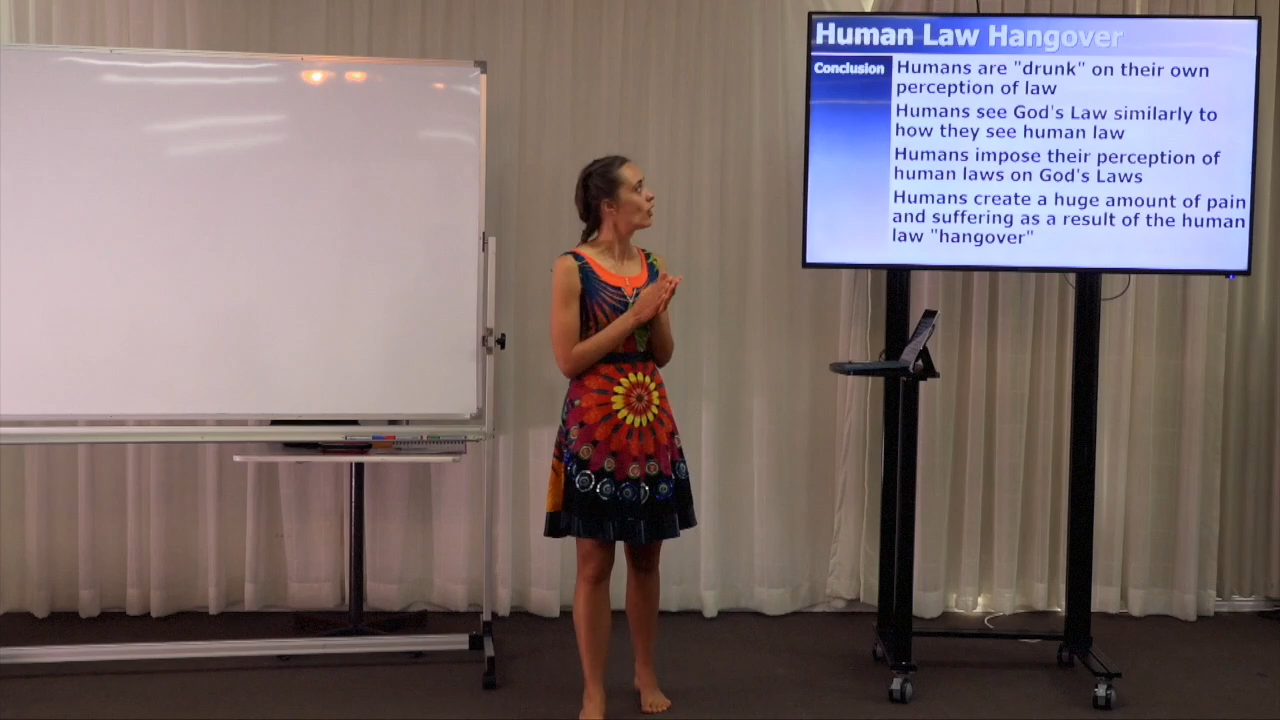 Human Law Hangover
Conclusion
Humans are "drunk" on their own
perception of law
Humans see God's Law similarly to
how they see human law
Humans impose their perception of
human laws on God's Laws
Humans create a huge amount of pain
and suffering as a result of the human
law "hangover"